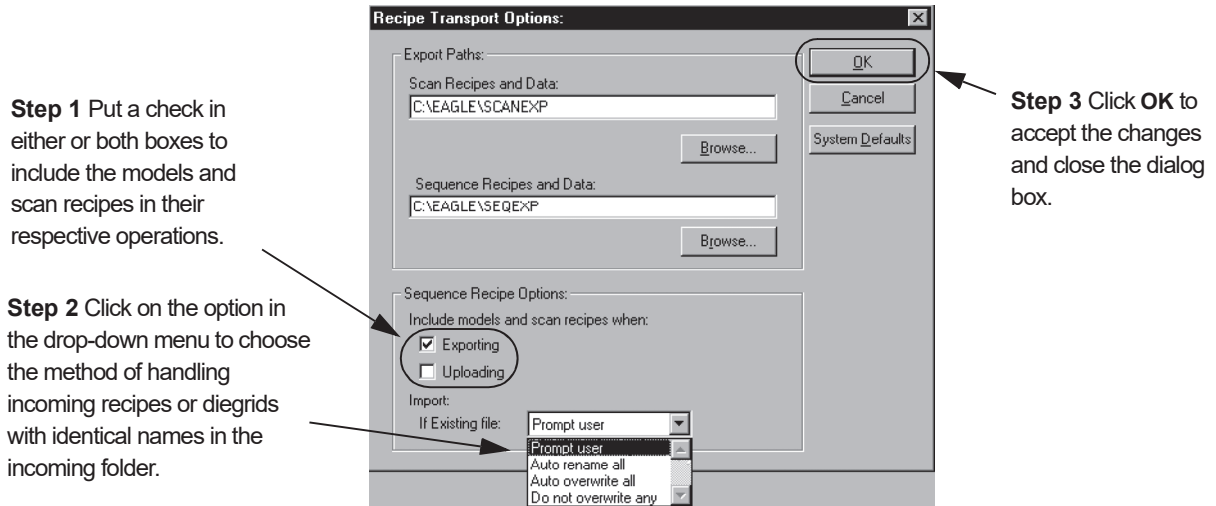 Recipe Transport Options:
Export Paths:
Scan Recipes and Data:
C:\EAGLE\SCANEXP
Browse...
Sequence Recipes and Data:
C:\EAGLE\SEQEXP
Browse...
OK
Cancel
System Defaults
Sequence Recipe Options:
Include models and scan recipes when:
Exporting
Uploading
Import:
If Existing file:
Prompt user
Prompt user
Auto rename all
Auto overwrite all
Do not overwrite any
Step 1 Put a check in
either or both boxes to
include the models and
scan recipes in their
respective operations.
Step 2 Click on the option in
the drop-down menu to choose
the method of handling
incoming recipes or diegrids
with identical names in the
incoming folder.
Step 3 Click OK to
accept the changes
and close the dialog
box.